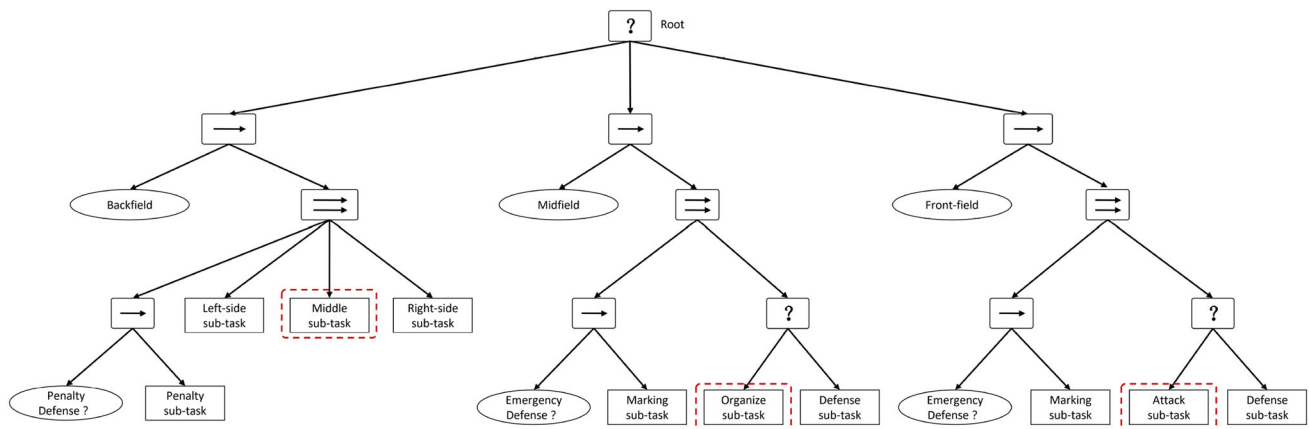 ?
Root
Backfield
Midfield
Front-field
Left-side
sub-task
Middle
sub-task
Right-side
sub-task
?
?
Penalty
Defense ?
Penalty
sub-task
Emergency
Defense ?
Marking
sub-task
Organize
sub-task
Defense
sub-task
Emergency
Defense ?
Marking
sub-task
Attack
sub-task
Defense
sub-task